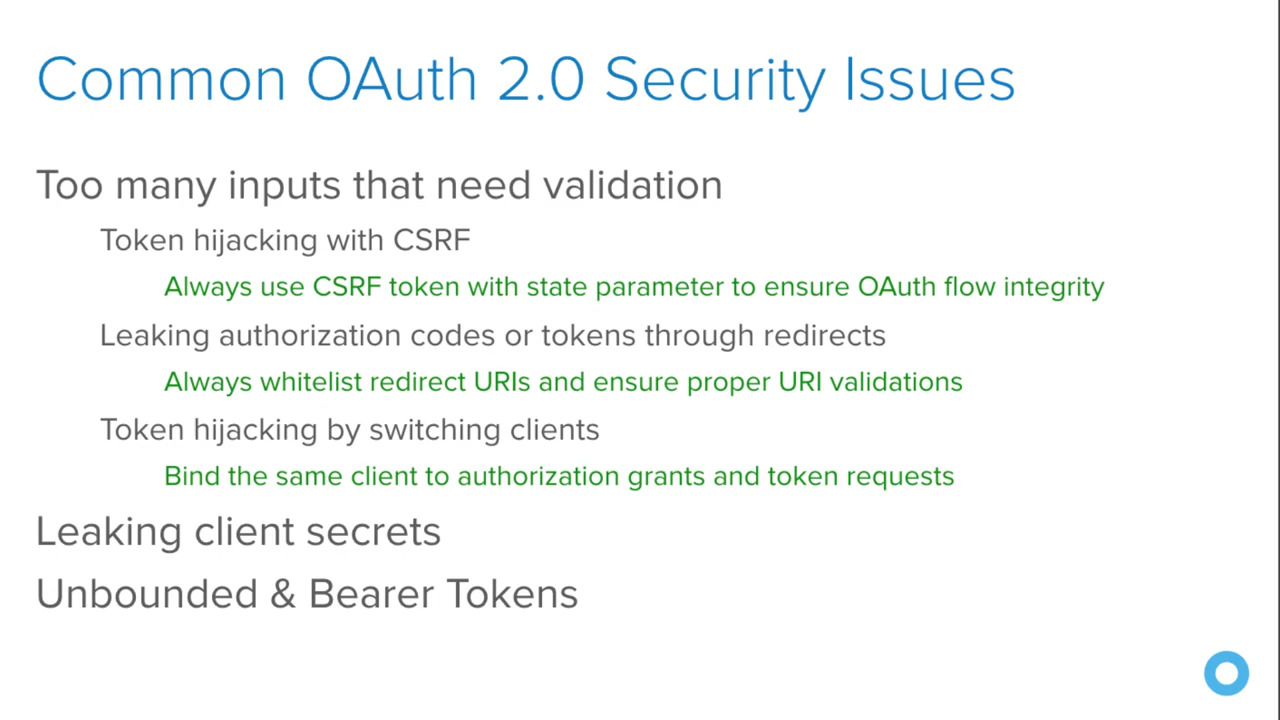 Common OAuth 2.0 Security Issues
Too many inputs that need validation
Token hijacking with CSRF
Always use CSRF token with state parameter to ensure OAuth flow integrity
Leaking authorization codes or tokens through redirects
Always whitelist redirect URIs and ensure proper URI validations
Token hijacking by switching clients
Bind the same client to authorization grants and token requests
Leaking client secrets
Unbounded & Bearer Tokens